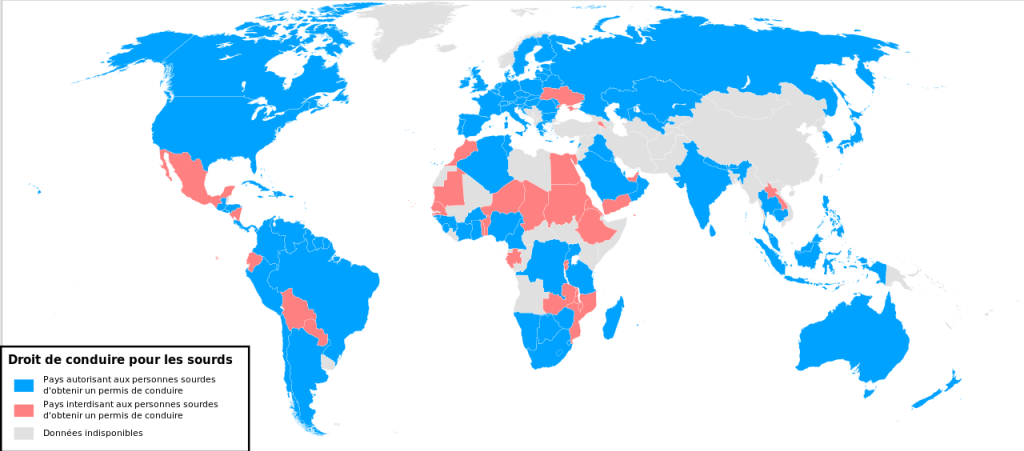 Droit de conduire pour les sourds
Pays autorisant aux personnes sourdes
d'obtenir un permis de conduire
Pays interdisant aux personnes sourdes
d'obtenir un permis de conduire
Données indisponibles